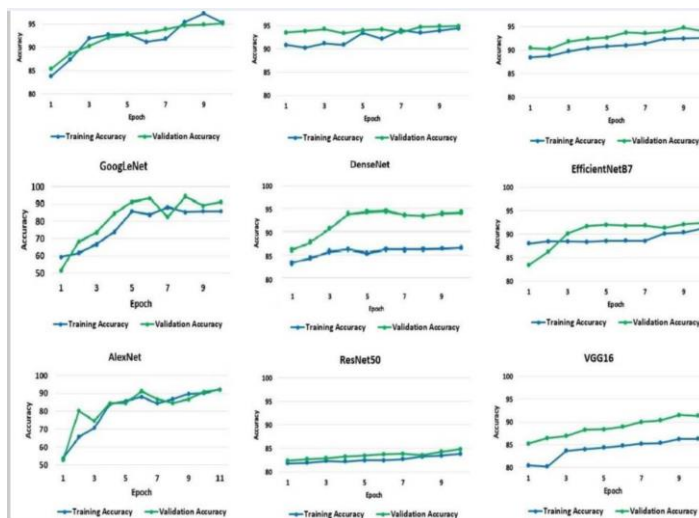 95 95 95
90 90 90
85 85 85
80 80 80
Accuracy Accuracy Accuracy
1 3 5 7 9 1 3 5 7 9 1 3 5 7 9
Epoch Epoch Epoch
Training Accuracy Validation Accuracy Training Accuracy Validation Accuracy Training Accuracy Validation Accuracy
GoogLeNet DenseNet EfficientNetB7
100 100 100
90 95 95
80 90 90
70 85 85
60 80 80
50
Accuracy Accuracy Accuracy
1 3 5 7 9 1 3 5 7 9 1 3 5 7 9
Epoch Epoch Epoch
Training Accuracy Validation Accuracy Training Accuracy Validation Accuracy Training Accuracy Validation Accuracy
AlexNet ResNet50 VGG16
100 100 100
90 95 95
80 90 90
70 85 85
60 80 80
50
Accuracy Accuracy Accuracy
1 3 5 7 9 11 1 3 5 7 9 1 3 5 7 9
Epoch Epoch Epoch
Training Accuracy Validation Accuracy Training Accuracy Validation Accuracy Training Accuracy Validation Accuracy